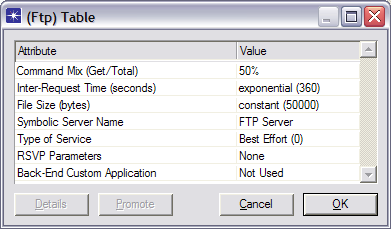 (Ftp) Table
Attribute Value
Command Mix (Get/Total) 50%
Inter-Request Time (seconds) exponential (360)
File Size (bytes) constant (50000)
Symbolic Server Name FTP Server
Type of Service Best Effort (0)
RSVP Parameters None
Back-End Custom Application Not Used
Details Promote Cancel OK